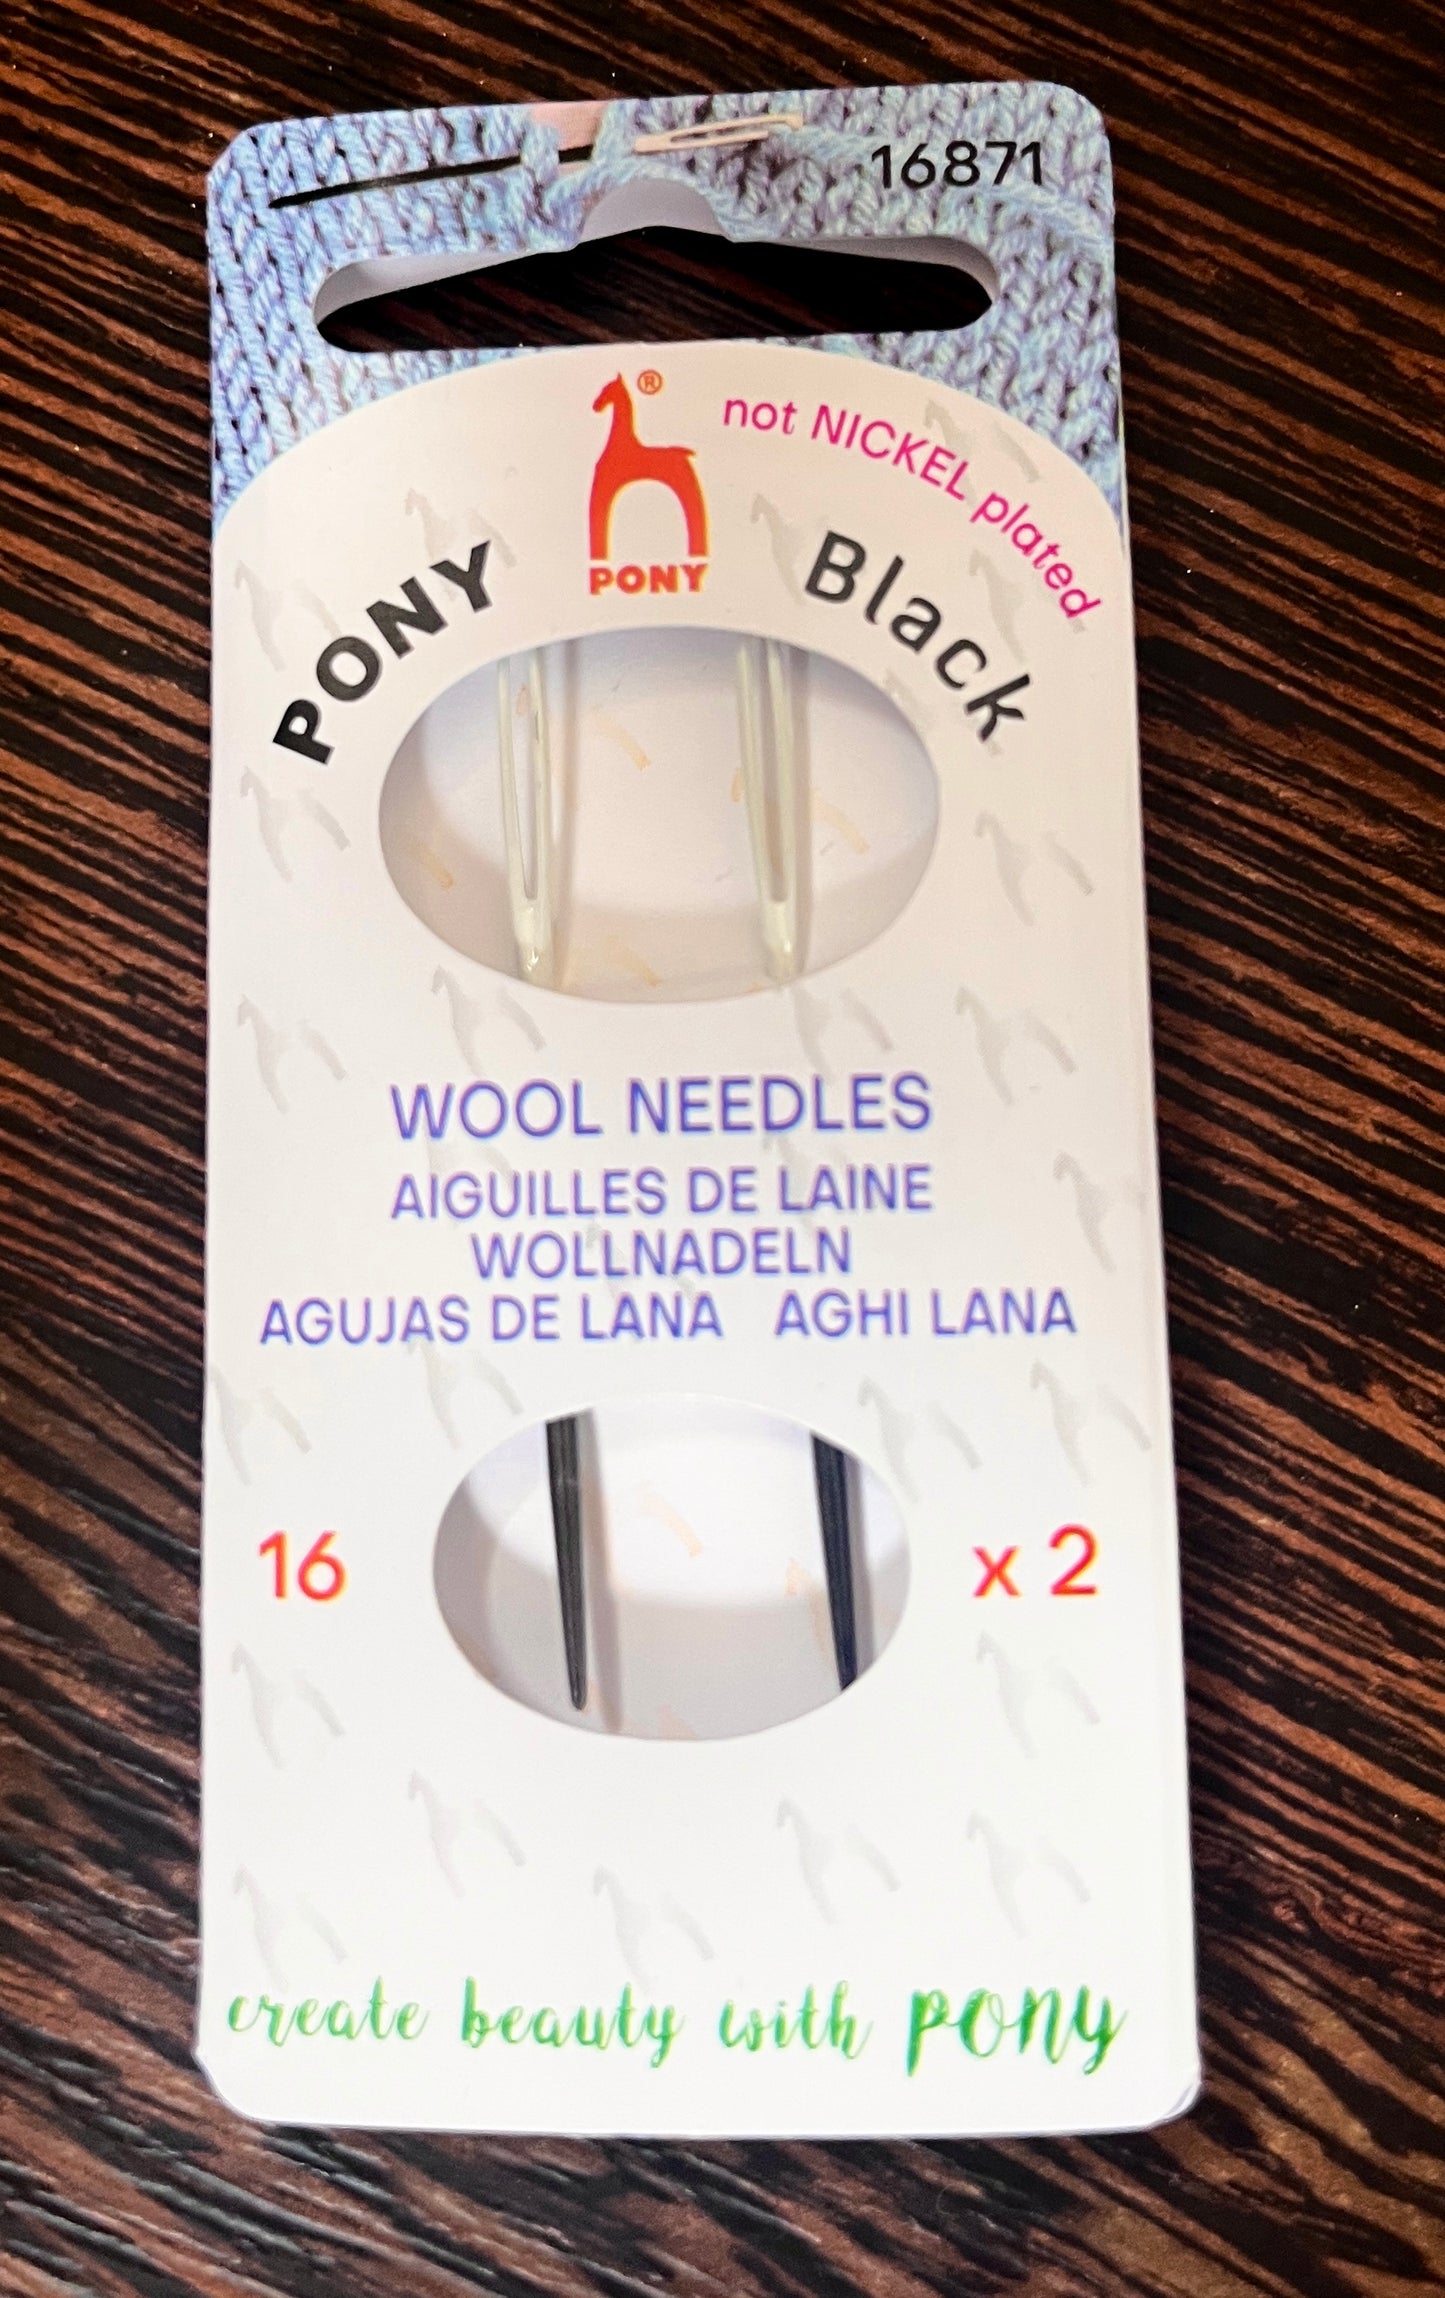 16871
®
PONY
not NICKEL plated
PONY Black
WOOL NEEDLES
AIGUILLES DE LAINE
WOLLNADELN
AGUJAS DE LANA AGHI LANA
16 x 2
create beauty with PONY